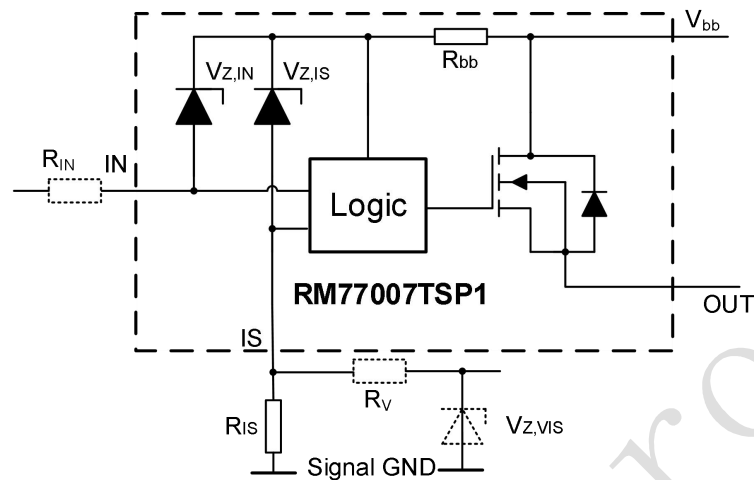 Vbb
Rbb
VZ,IN
VZ,IS
RIN
IN
Logic
RM77007TSP1
OUT
IS
RV
RIS
VZ,VIS
Signal GND